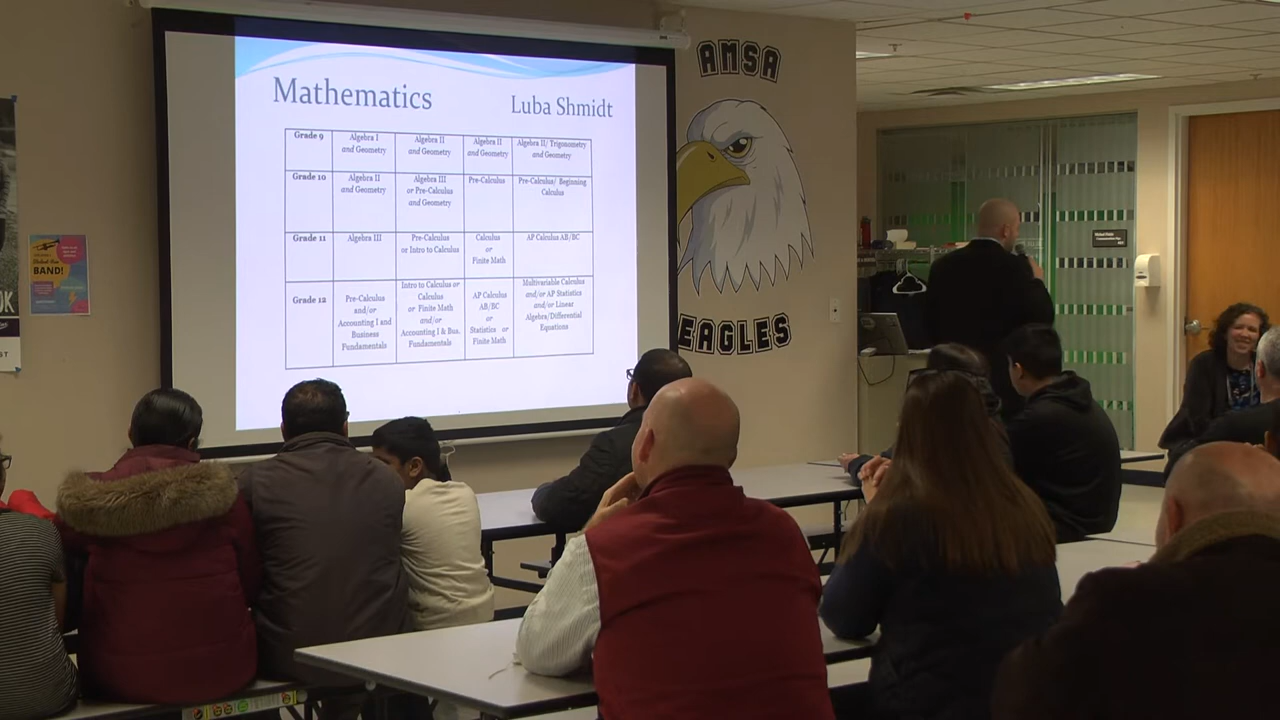 AMSA
EAGLES
Mathematics
Luba Shmidt
Grade 9
Algebra I
and Geometry
Algebra II
and Geometry
Algebra II
and Geometry
Algebra II/ Trigonometry
and Geometry
Grade 10
Algebra II
and Geometry
Algebra III
or Pre-Calculus
and Geometry
Pre-Calculus
Pre-Calculus/ Beginning
Calculus
Grade 11
Algebra III
Pre-Calculus
or Intro to Calculus
Calculus
or
Finite Math
AP Calculus AB/BC
Grade 12
Pre-Calculus
and/or
Accounting I and
Business
Fundamentals
Intro to Calculus or
Calculus
or Finite Math
and/or
Accounting I & Bus.
Fundamentals
AP Calculus
AB/BC
or
Statistics or
Finite Math
Multivariable Calculus
and/or AP Statistics
and/or Linear
Algebra/Differential
Equations
BAND!